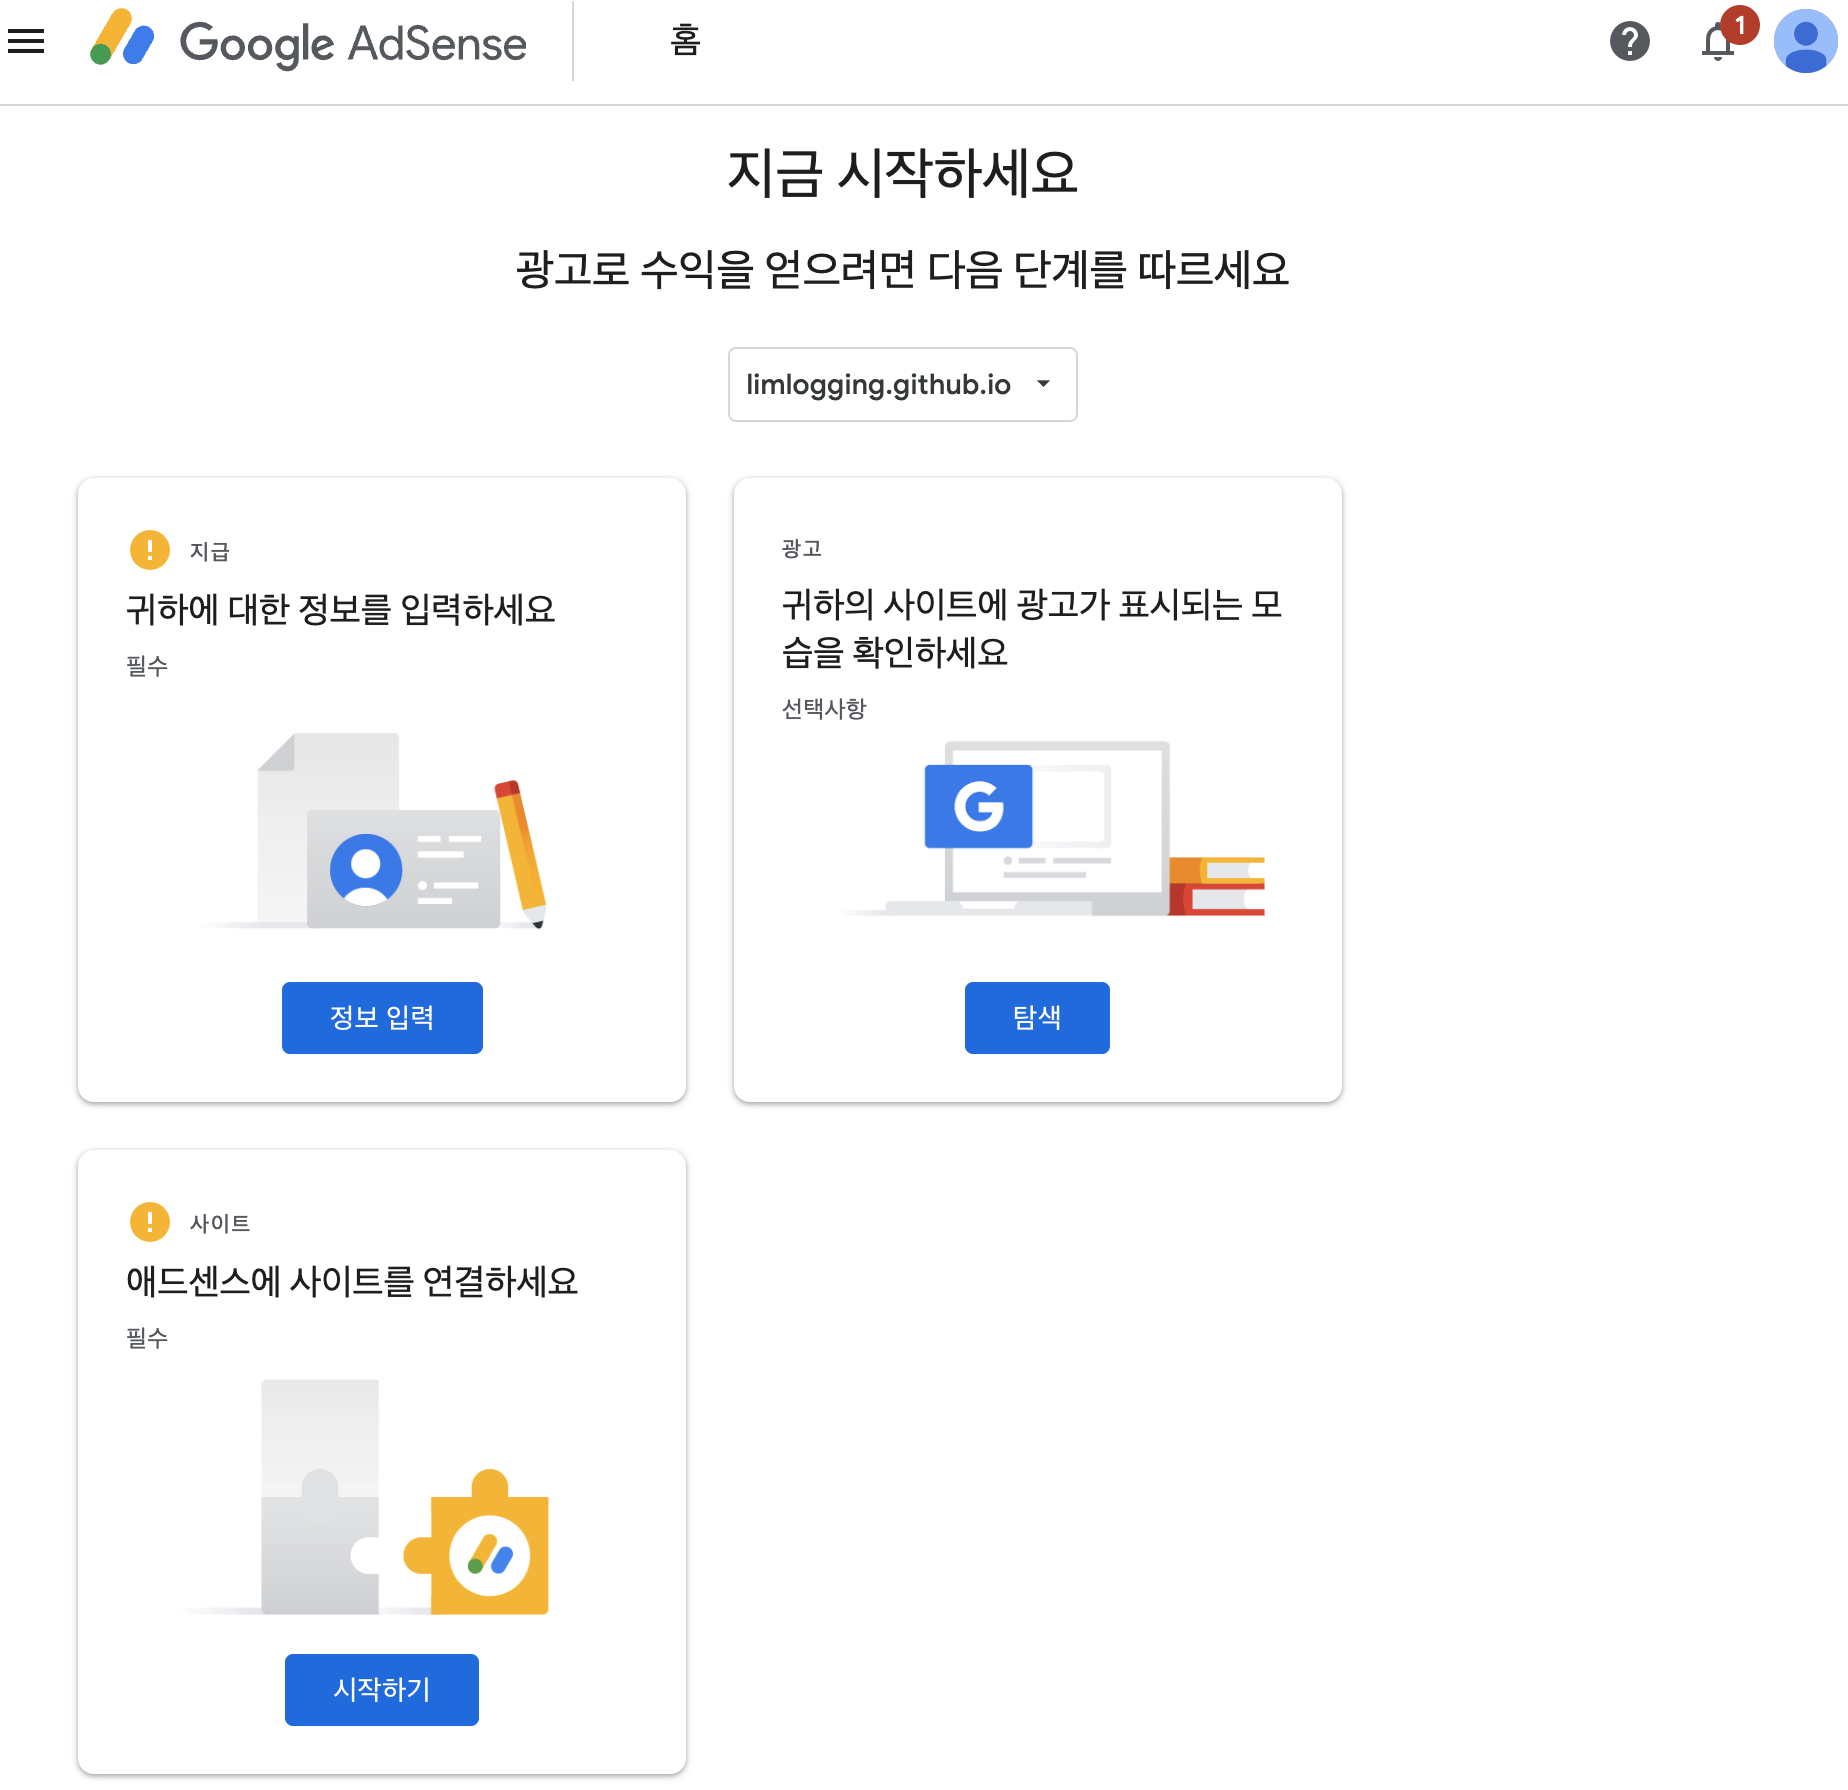 Google AdSense
홈
1
지금 시작하세요
광고로 수익을 얻으려면 다음 단계를 따르세요
limlogging.github.io
지급
귀하에 대한 정보를 입력하세요
필수
정보 입력
광고
귀하의 사이트에 광고가 표시되는 모
습을 확인하세요
선택사항
G
탐색
사이트
애드센스에 사이트를 연결하세요
필수
시작하기